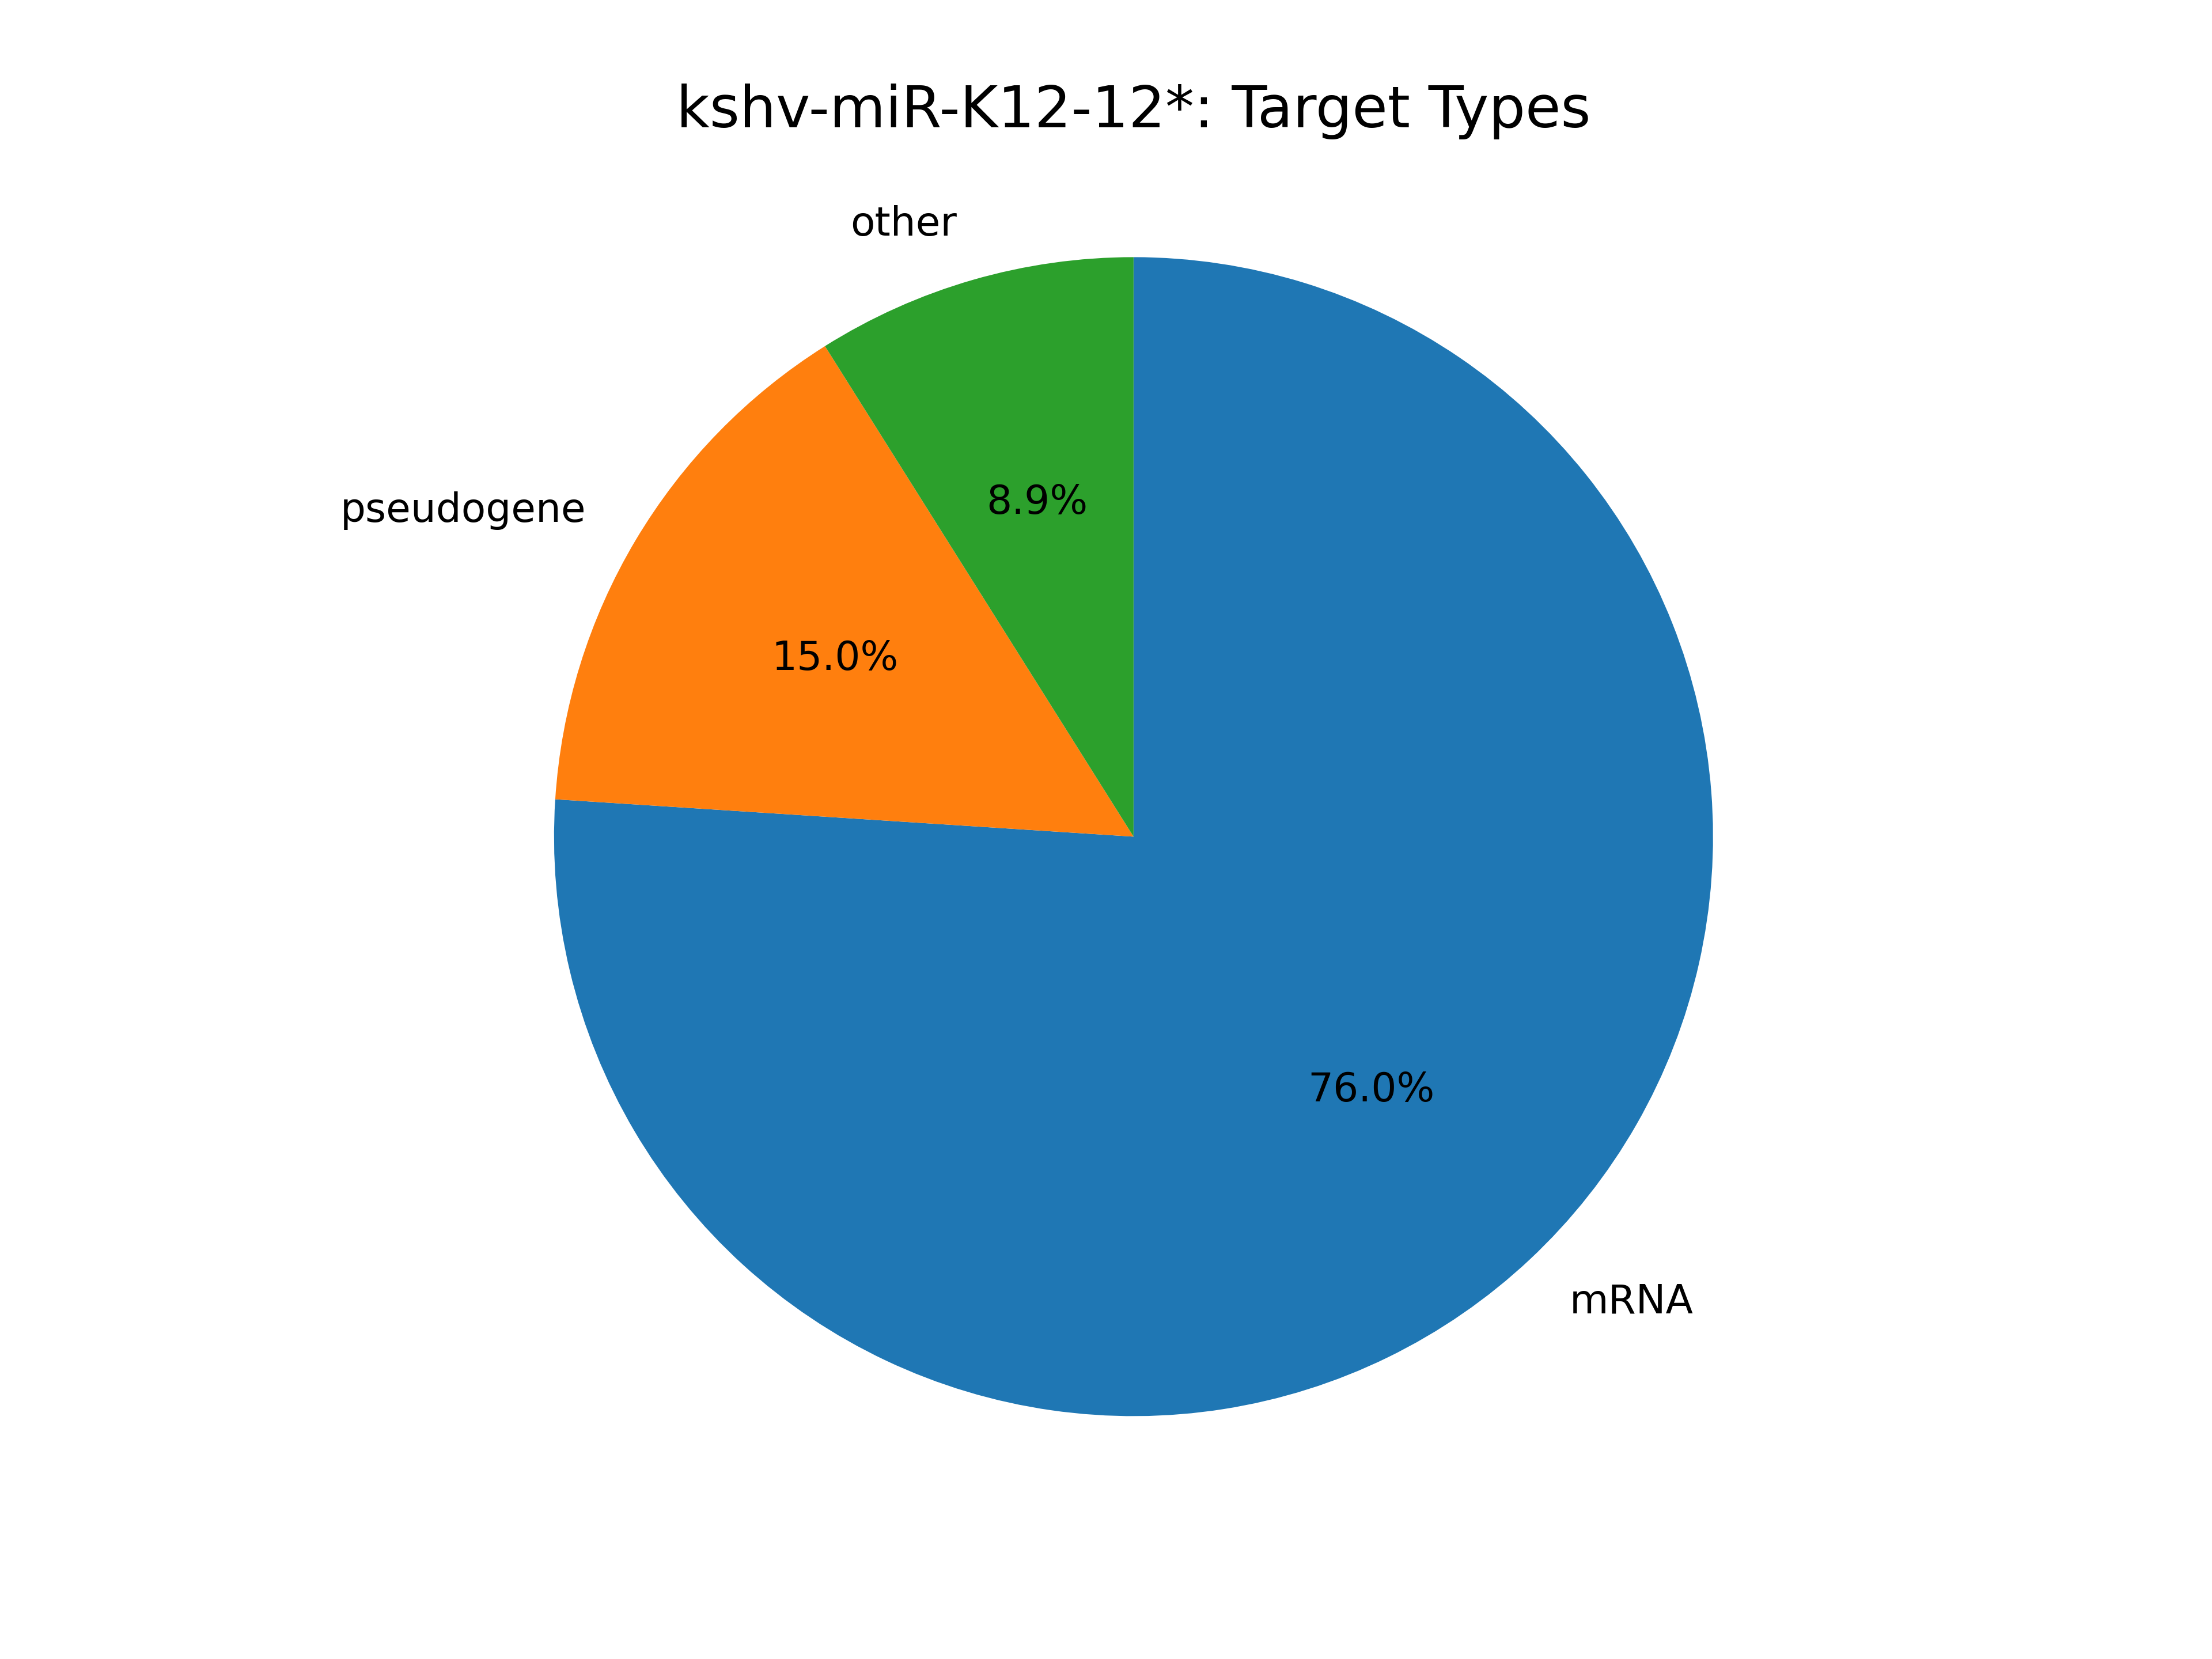 kshv-miR-K12-12*: Target Types
other
8.9%
pseudogene
15.0%
76.0%
mRNA